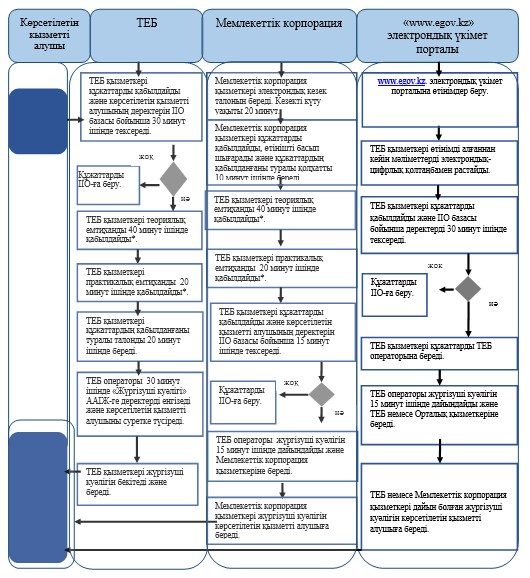 Көрсетілетін
қызметті
алушы
ТЕБ
Мемлекеттік корпорация
«www.egov.kz»
электрондық үкімет
порталы
ТЕБ қызметкері
құжаттарды қабылдайды
және көрсетілетін қызметті
алушының деректерін ІІО
базасы бойынша 30 минут
ішінде тексереді.
жоқ
Құжаттарды
ІІО-ға беру.
иә
ТЕБ қызметкері теориялық
емтиханды 40 минут ішінде
қабылдайды*.
ТЕБ қызметкері
практикалық емтиханды 20
минут ішінде қабылдайды*.
ТЕБ қызметкері
құжаттардың қабылданғаны
туралы талонды 20 минут
ішінде береді.
ТЕБ операторы 30 минут
ішінде «Жүргізуші куәлігі»
ААІЖ-ге деректерді енгізеді
және көрсетілетін қызметті
алушыны суретке түсіреді.
ТЕБ қызметкері жүргізуші
куәлігін бекітеді және
береді.
Мемлекеттік корпорация
қызметкері электрондық кезек
талонын береді. Кезекті күту
уақыты 20 минут.
Мемлекеттік корпорация
қызметкері құжаттарды
қабылдайды, өтінішті басып
шығарады және құжаттардың
қабылданғаны туралы қолхатты
10 минут ішінде береді
ТЕБ қызметкері теориялық
емтиханды 40 минут ішінде
қабылдайды*.
ТЕБ қызметкері практикалық
емтиханды 20 минут ішінде
қабылдайды*.
ТЕБ қызметкері құжаттарды
қабылдайды және көрсетілетін
қызметті алушының деректерін
ІІО базасы бойынша 15 минут
ішінде тексереді.
жоқ
Құжаттарды
ІІО-ға беру.
иә
ТЕБ операторы жүргізуші куәлігін
15 минут ішінде дайындайды және
Мемлекеттік корпорация
қызметкеріне береді.
Мемлекеттік корпорация
қызметкері жүргізуші куәлігін
көрсетілетін қызметті алушыға
береді.
www.egov.kz. электрондық үкімет
порталына өтінімдер беру.
ТЕБ қызметкері өтінімді алғаннан
кейін мәліметтерді электрондық-
цифрлық қолтаңбамен растайды.
ТЕБ қызметкері құжаттарды
қабылдайды және ІІО базасы
бойынша деректерді 30 минут ішінде
тексереді.
жоқ
Құжаттарды
ІІО-ға беру.
иә
ТЕБ қызметкері құжаттарды ТЕБ
операторына береді.
ТЕБ операторы жүргізуші куәлігін
15 минут ішінде дайындайды және
ТЕБ немесе Орталық қызметкеріне
береді.
ТЕБ немесе Мемлекеттік корпорация
қызметкері дайын болған жүргізуші
куәлігін көрсетілетін қызметті
алушыға береді.